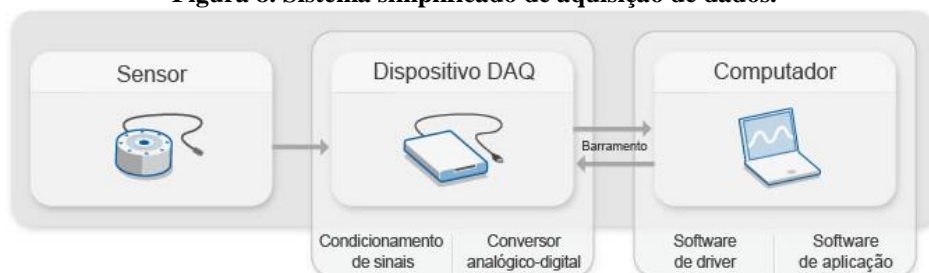 Figura 8. Sistema simplificado de aquisição de dados.
Sensor
Dispositivo DAQ
Computador
Barramento
Condicionamento
de sinais
Conversor
analógico-digital
Software
de driver
Software
de aplicação